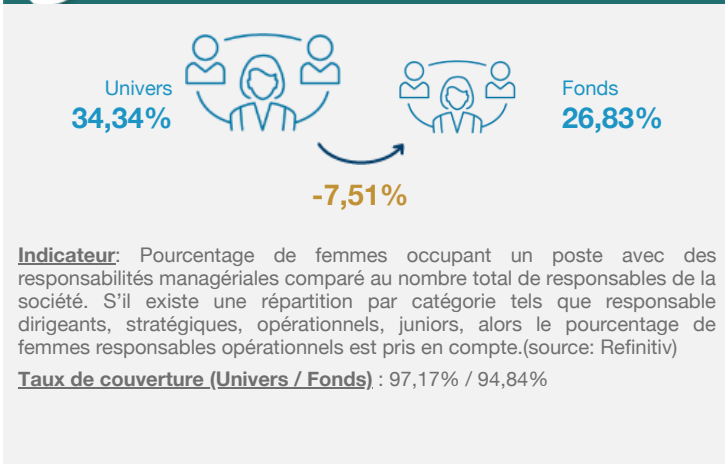 Univers
34,34%
Fonds
26,83%
-7,51%
Indicateur: Pourcentage de femmes occupant un poste avec des
responsabilités managériales comparé au nombre total de responsables de la
société. S’il existe une répartition par catégorie tels que responsable
dirigeants, stratégiques, opérationnels, juniors, alors le pourcentage de
femmes responsables opérationnels est pris en compte.(source: Refinitiv)
Taux de couverture (Univers / Fonds) : 97,17% / 94,84%